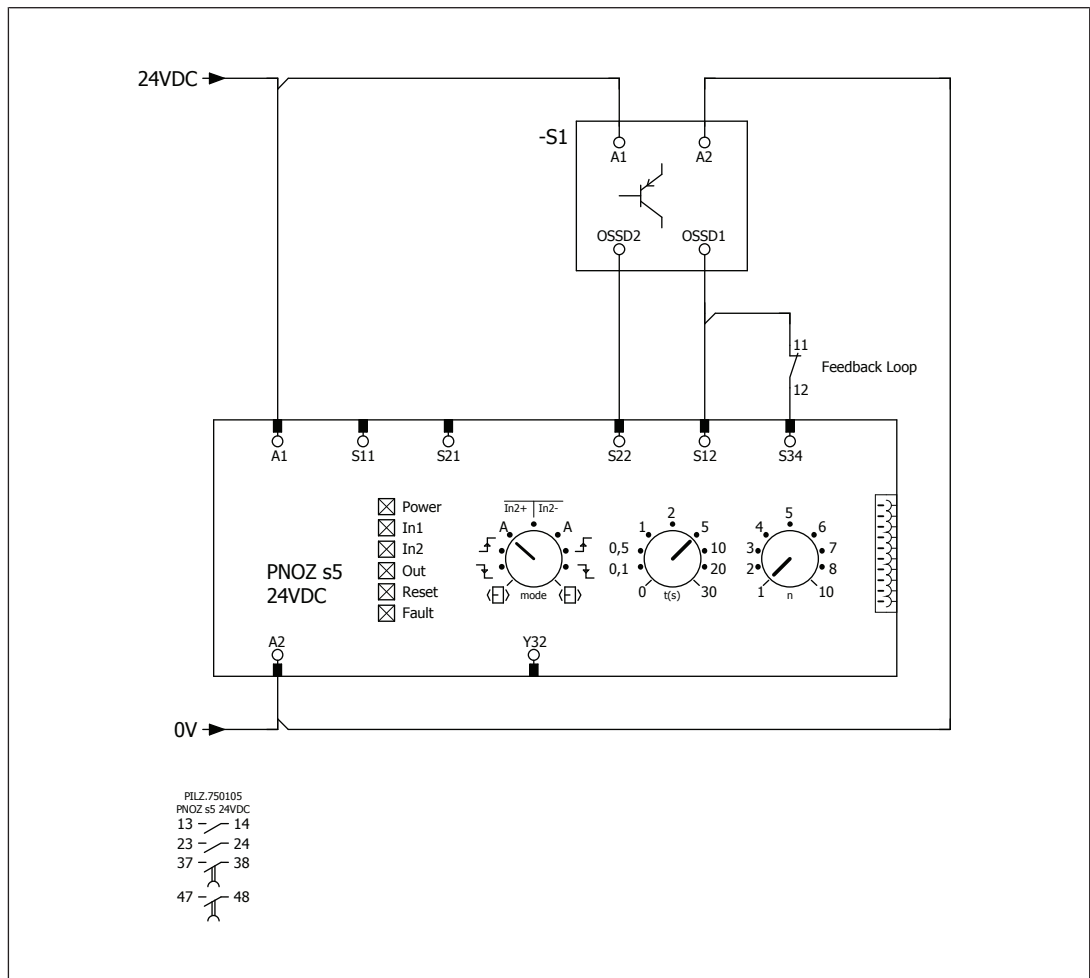 24VDC
-S1
A1 A2
OSSD2 OSSD1
11
Feedback Loop
12
A1 S11 S21 S22 S12 S34
Power
In1
In2
Out
Reset
Fault
PNOZ s5
24VDC
In2+ In2-
A A
mode
0 0,1 0,5 1 2 5 10 20 30
t(s)
1 2 3 4 5 6 7 8 10
n
A2 Y32
0V
PILZ.750105
PNOZ s5 24VDC
13 14
23 24
37 38
47 48